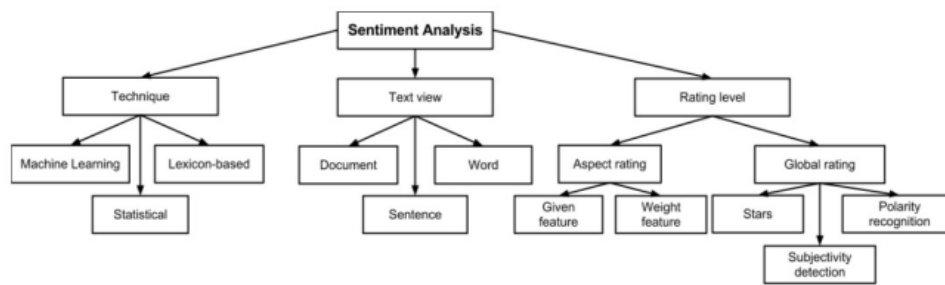 Sentiment Analysis
Technique
Text view
Rating level
Machine Learning
Lexicon-based
Document
Word
Aspect rating
Global rating
Statistical
Sentence
Given
feature
Weight
feature
Stars
Polarity
recognition
Subjectivity
detection